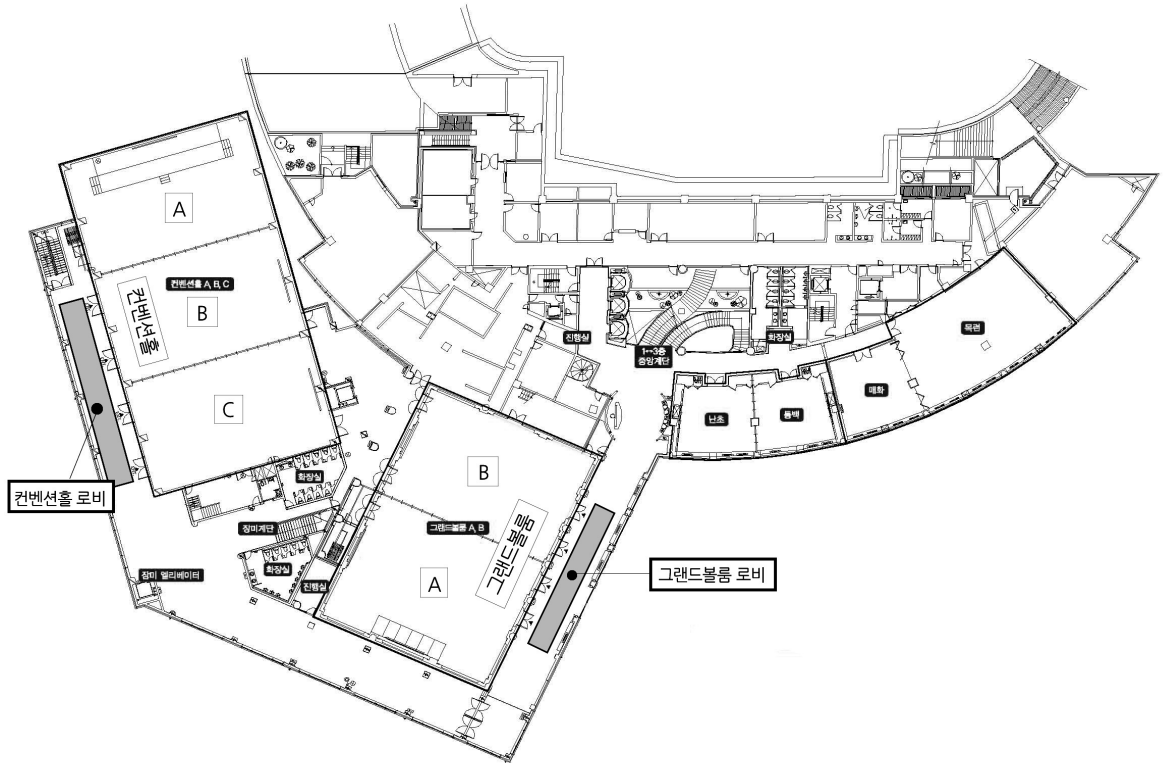 A
컨벤션홀 A, B, C
B
컨벤션홀
C
컨벤션홀 로비
화장실
장미계단
화장실
장미 엘리베이터
진행실
B
그랜드볼룸 A, B
그랜드볼룸
A
그랜드볼룸 로비
진행실
1↔3층
중앙계단
화장실
난초
동백
매화
목련